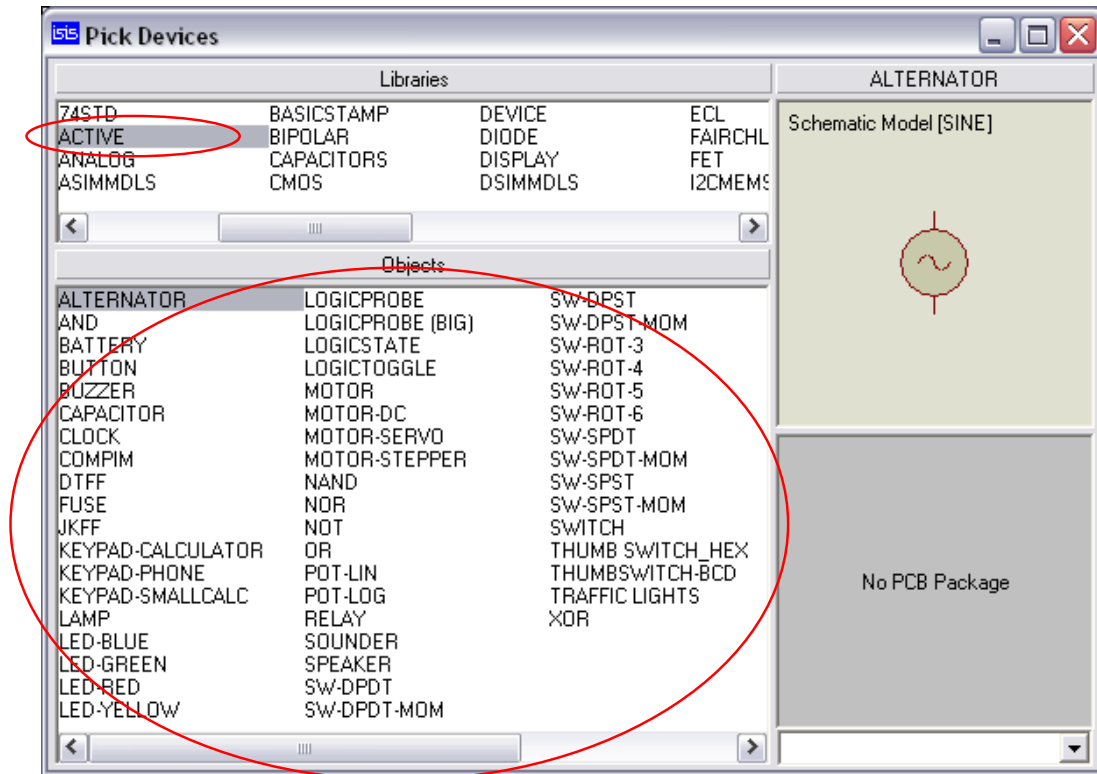 isis Pick Devices
Libraries
74STD BASICSTAMP DEVICE ECL
ACTIVE BIPOLAR DIODE FAIRCHL
ANALOG CAPACITORS DISPLAY FET
ASIMMDLS CMOS DSIMMDLS I2CMEMS
Objects
ALTERNATOR LOGICPROBE SW-DPST
AND LOGICPROBE (BIG) SW-DPST-MOM
BATTERY LOGICSTATE SW-ROT-3
BUTTON LOGICTOGGLE SW-ROT-4
BUZZER MOTOR SW-ROT-5
CAPACITOR MOTOR-DC SW-ROT-6
CLOCK MOTOR-SERVO SW-SPDT
COMPIM MOTOR-STEPPER SW-SPDT-MOM
DTFF NAND SW-SPST
FUSE NOR SW-SPST-MOM
JKFF NOT SWITCH
KEYPAD-CALCULATOR OR THUMB SWITCH_HEX
KEYPAD-PHONE POT-LIN THUMBSWITCH-BCD
KEYPAD-SMALLCALC POT-LOG TRAFFIC LIGHTS
LAMP RELAY XOR
LED-BLUE SOUNDER
LED-GREEN SPEAKER
LED-RED SW-DPDT
LED-YELLOW SW-DPDT-MOM
ALTERNATOR
Schematic Model [SINE]
No PCB Package